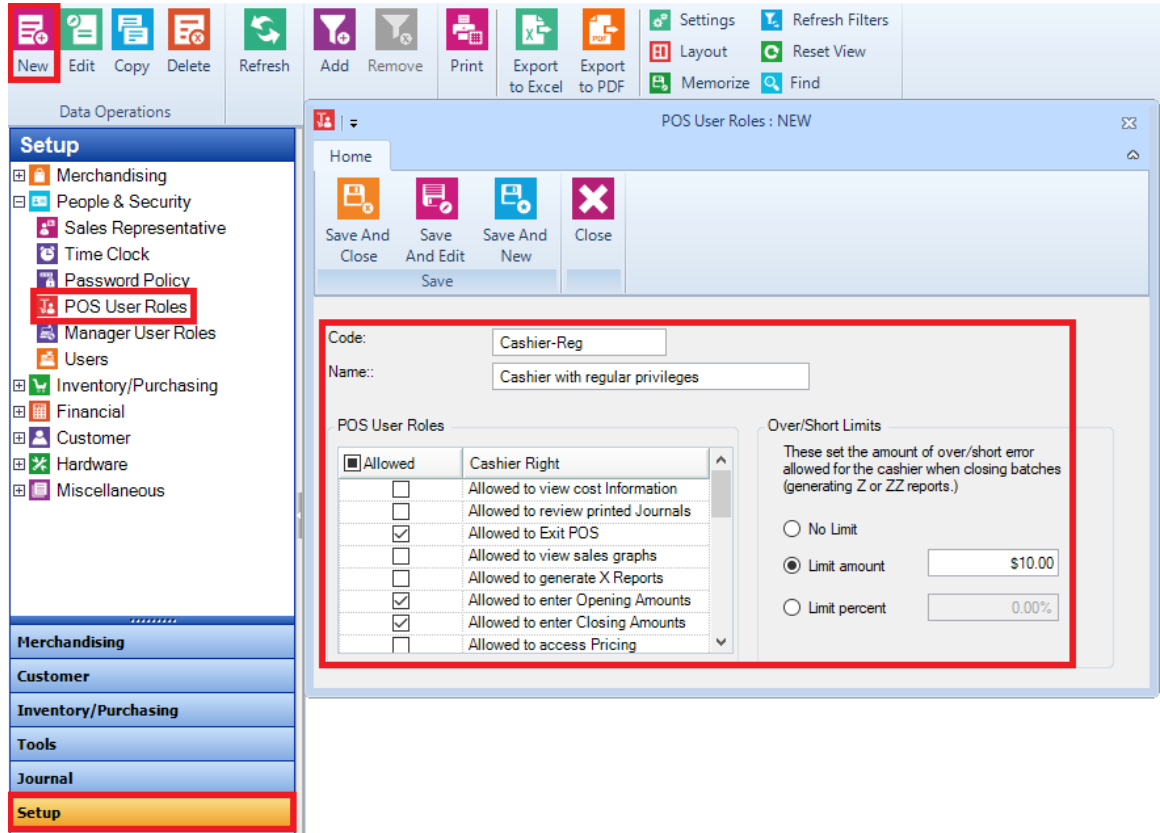 New Edit Copy Delete Refresh Add Remove Print Export to Excel Export to PDF
Settings Refresh Filters
Layout Reset View
Memorize Find
Data Operations
Setup
Merchandising
People & Security
Sales Representative
Time Clock
Password Policy
POS User Roles
Manager User Roles
Users
Inventory/Purchasing
Financial
Customer
Hardware
Miscellaneous
Merchandising
Customer
Inventory/Purchasing
Tools
Journal
Setup
POS User Roles : NEW
Home
Save And Close Save And Edit Save And New Close
Save
Code: Cashier-Reg
Name:: Cashier with regular privileges
POS User Roles
Allowed Cashier Right
Allowed to view cost Information
Allowed to review printed Journals
Allowed to Exit POS
Allowed to view sales graphs
Allowed to generate X Reports
Allowed to enter Opening Amounts
Allowed to enter Closing Amounts
Allowed to access Pricing
Over/Short Limits
These set the amount of over/short error
allowed for the cashier when closing batches
(generating Z or ZZ reports.)
No Limit
Limit amount $10.00
Limit percent 0.00%